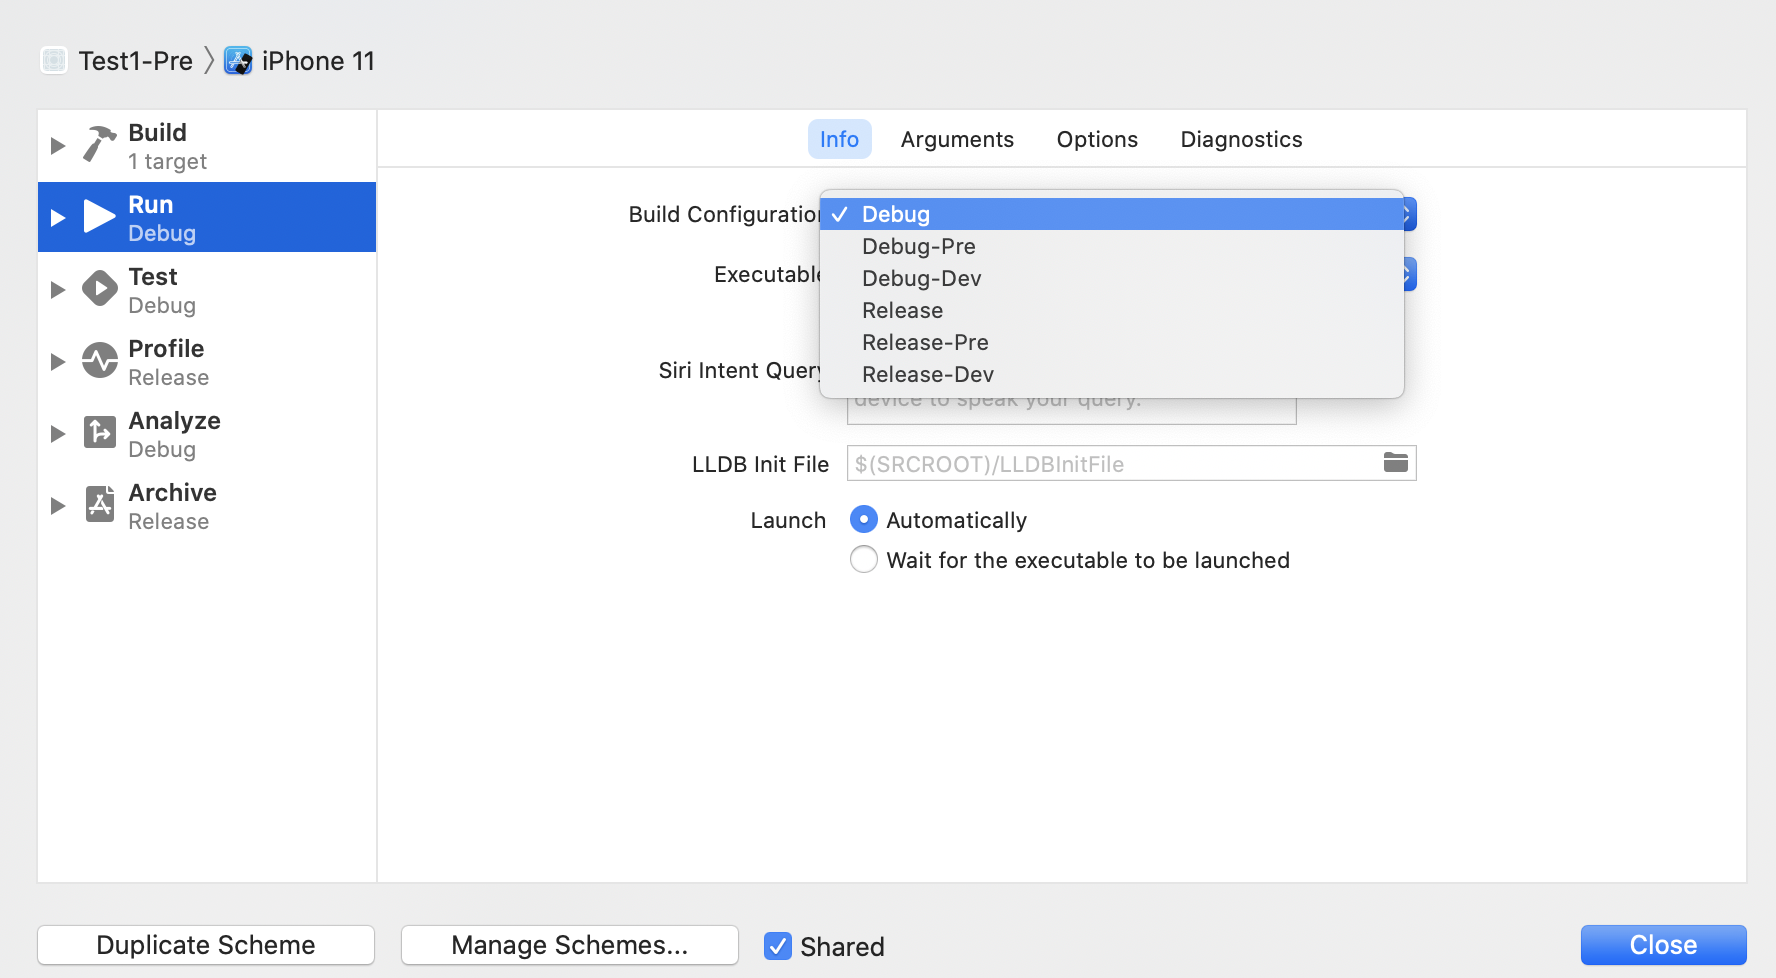 Test1-Pre
iPhone 11
Build
1 target
Run
Debug
Test
Debug
Profile
Release
Analyze
Debug
Archive
Release
Info Arguments Options Diagnostics
Build Configuration
Debug
Debug-Pre
Debug-Dev
Release
Release-Pre
Release-Dev
Executable
Siri Intent Query
device to speak your query.
LLDB Init File
$(SRCROOT)/LLDBInitFile
Launch
Automatically
Wait for the executable to be launched
Duplicate Scheme
Manage Schemes...
Shared
Close